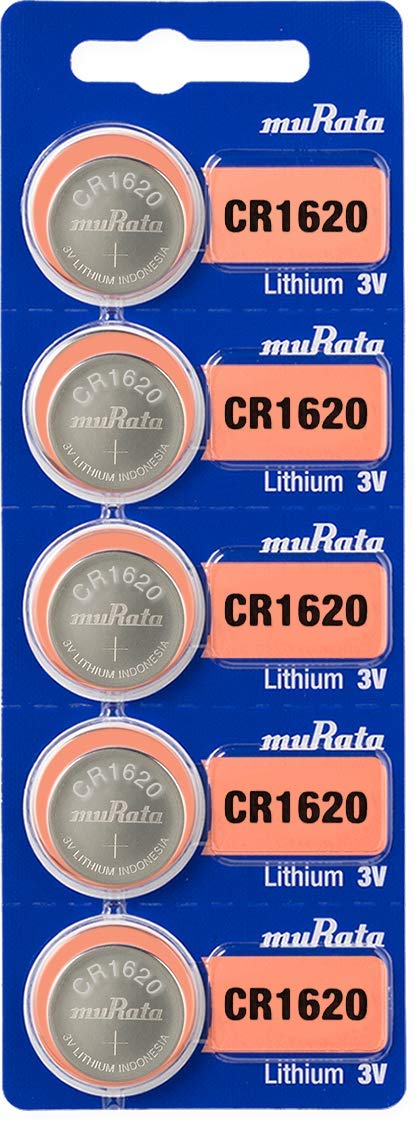 muRata
CR1620
muRata
+
3V LITHIUM INDONESIA
CR1620
Lithium 3V
muRata
CR1620
muRata
+
3V LITHIUM INDONESIA
CR1620
Lithium 3V
muRata
CR1620
muRata
+
3V LITHIUM INDONESIA
CR1620
Lithium 3V
muRata
CR1620
muRata
+
3V LITHIUM INDONESIA
CR1620
Lithium 3V
muRata
CR1620
muRata
+
3V LITHIUM INDONESIA
CR1620
Lithium 3V